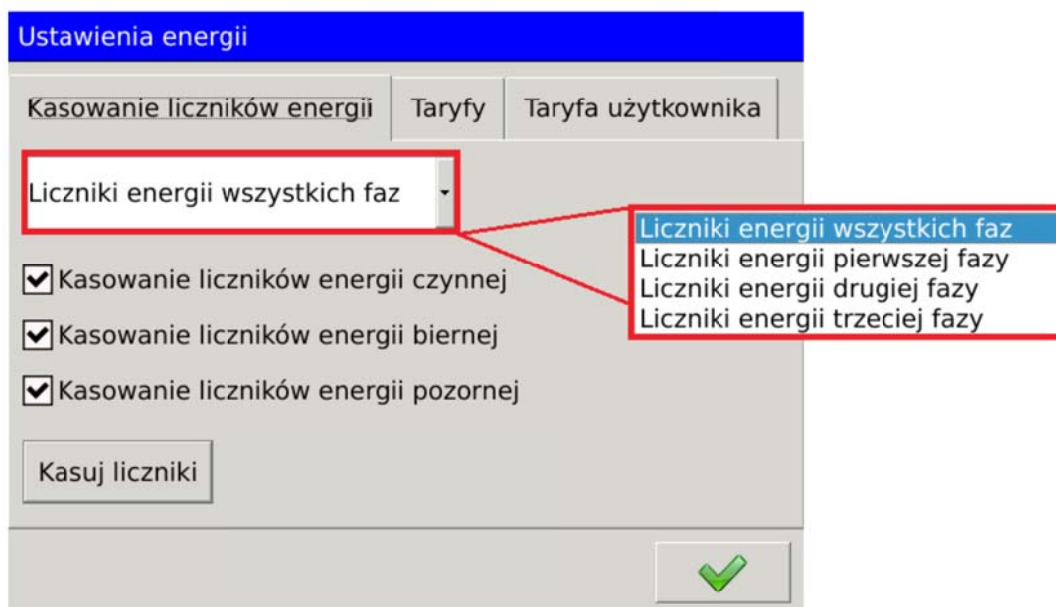 Ustawienia energii
Kasowanie liczników energii Taryfy Taryfa użytkownika
Liczniki energii wszystkich faz
Liczniki energii wszystkich faz
Liczniki energii pierwszej fazy
Liczniki energii drugiej fazy
Liczniki energii trzeciej fazy
Kasowanie liczników energii czynnej
Kasowanie liczników energii biernej
Kasowanie liczników energii pozornej
Kasuj liczniki